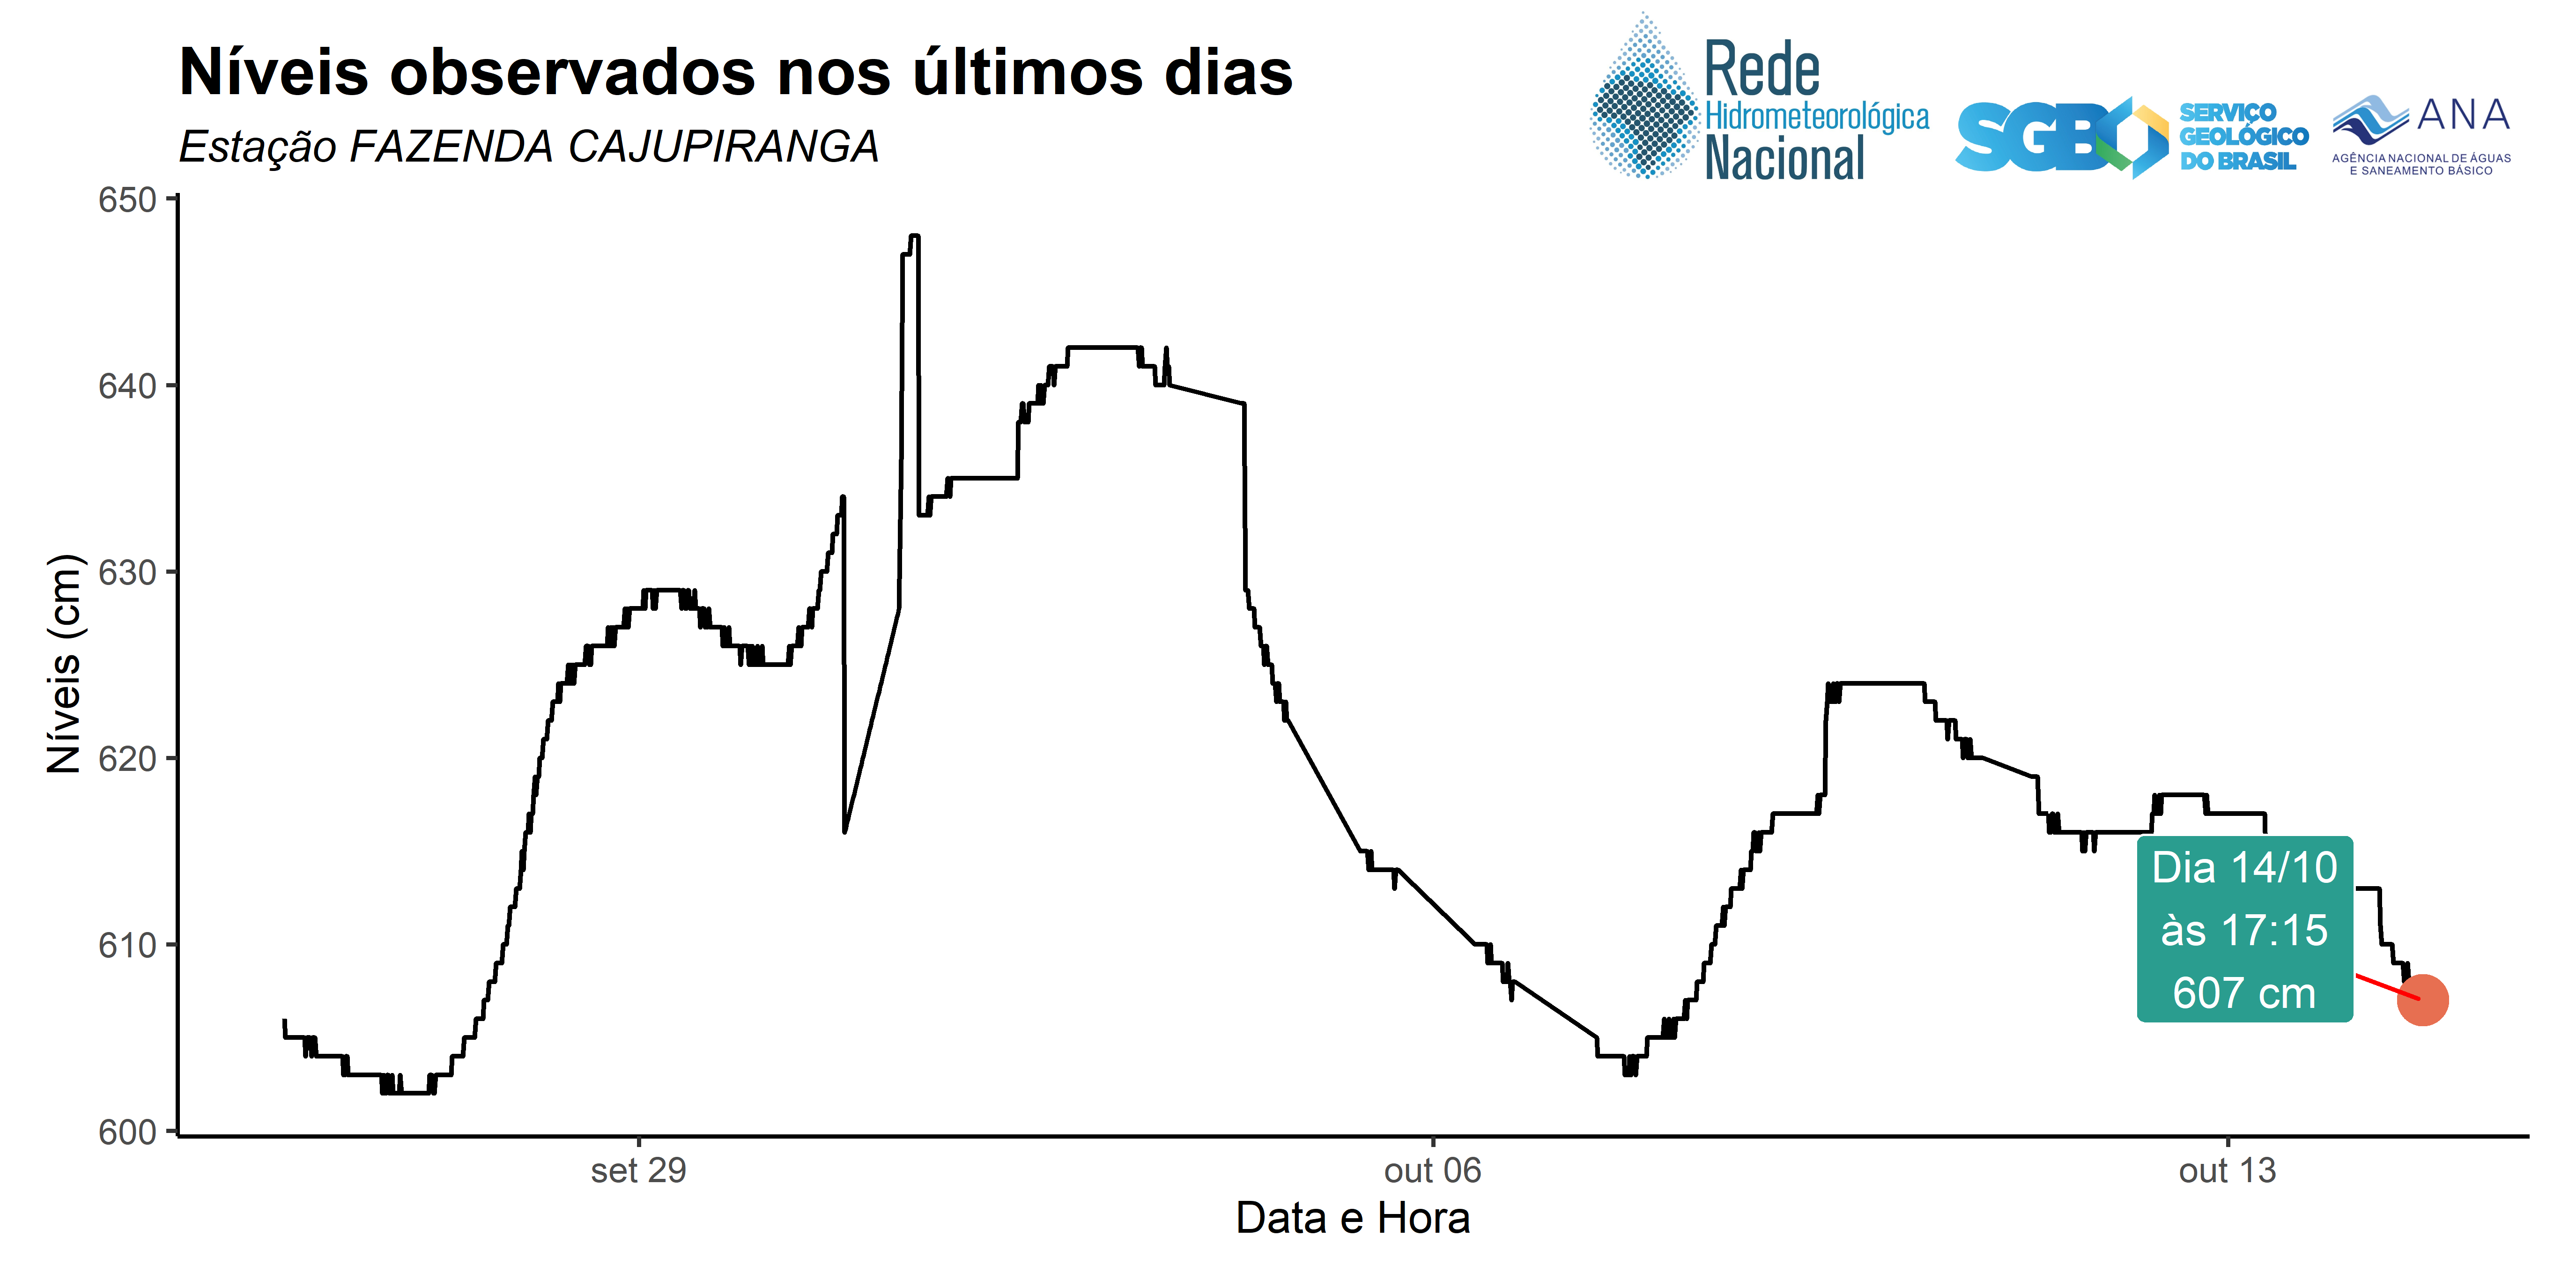 Níveis observados nos últimos dias
Estação FAZENDA CAJUPIRANGA
Rede
Hidrometeorológica
Nacional
SGB
SERVIÇO
GEOLÓGICO
DO BRASIL
ANA
AGÊNCIA NACIONAL DE ÁGUAS
E SANEAMENTO BÁSICO
Níveis (cm)
650
640
630
620
610
600
Dia 14/10
às 17:15
607 cm
set 29
out 06
out 13
Data e Hora